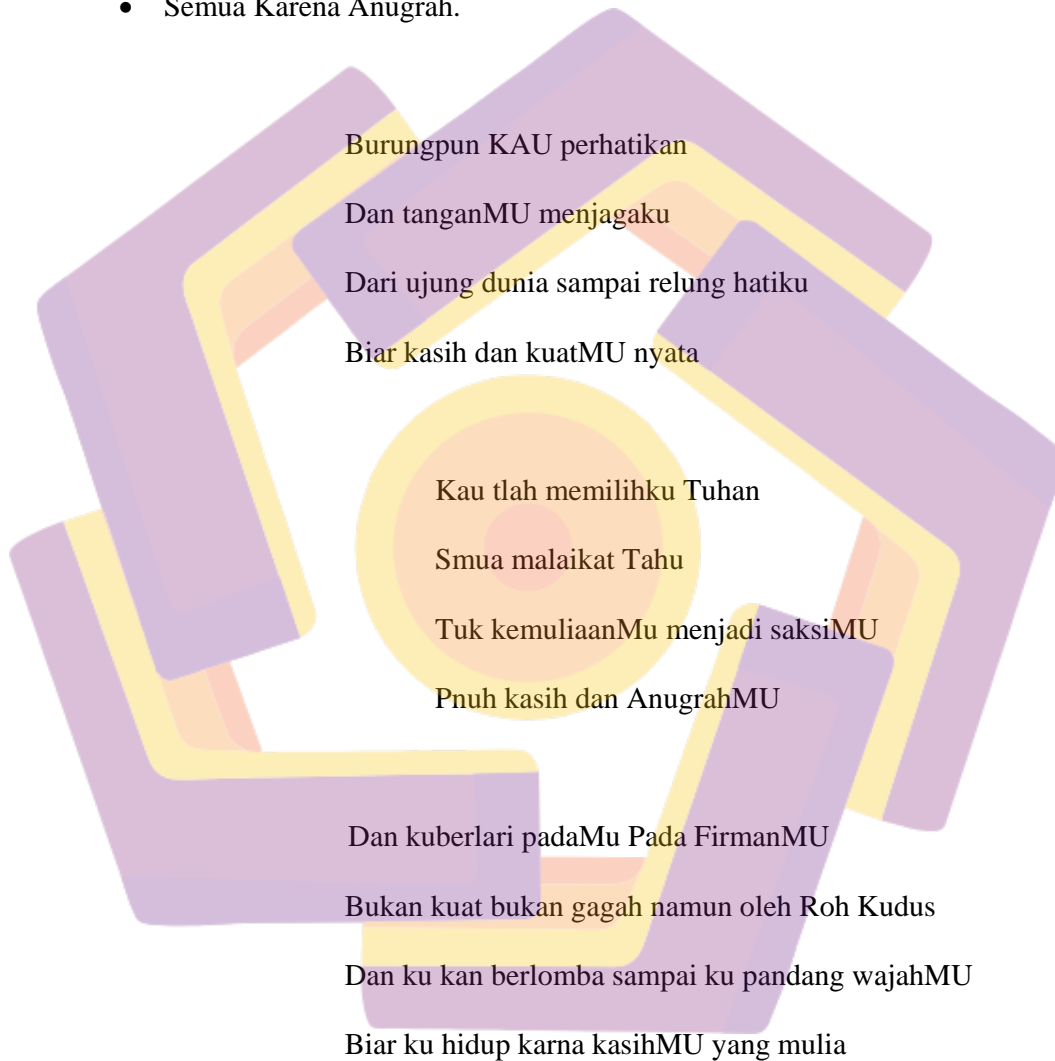 • Semua Karena Anugrah.
Burungpun KAU perhatikan
Dan tanganMU menjagaku
Dari ujung dunia sampai relung hatiku
Biar kasih dan kuatMU nyata
Kau tlah memilihku Tuhan
Smua malaikat Tahu
Tuk kemuliaanMu menjadi saksiMU
Pnuh kasih dan AnugrahMU
Dan kuberlari padaMu Pada FirmanMU
Bukan kuat bukan gagah namun oleh Roh Kudus
Dan ku kan berlomba sampai ku pandang wajahMU
Biar ku hidup karna kasihMU yang mulia